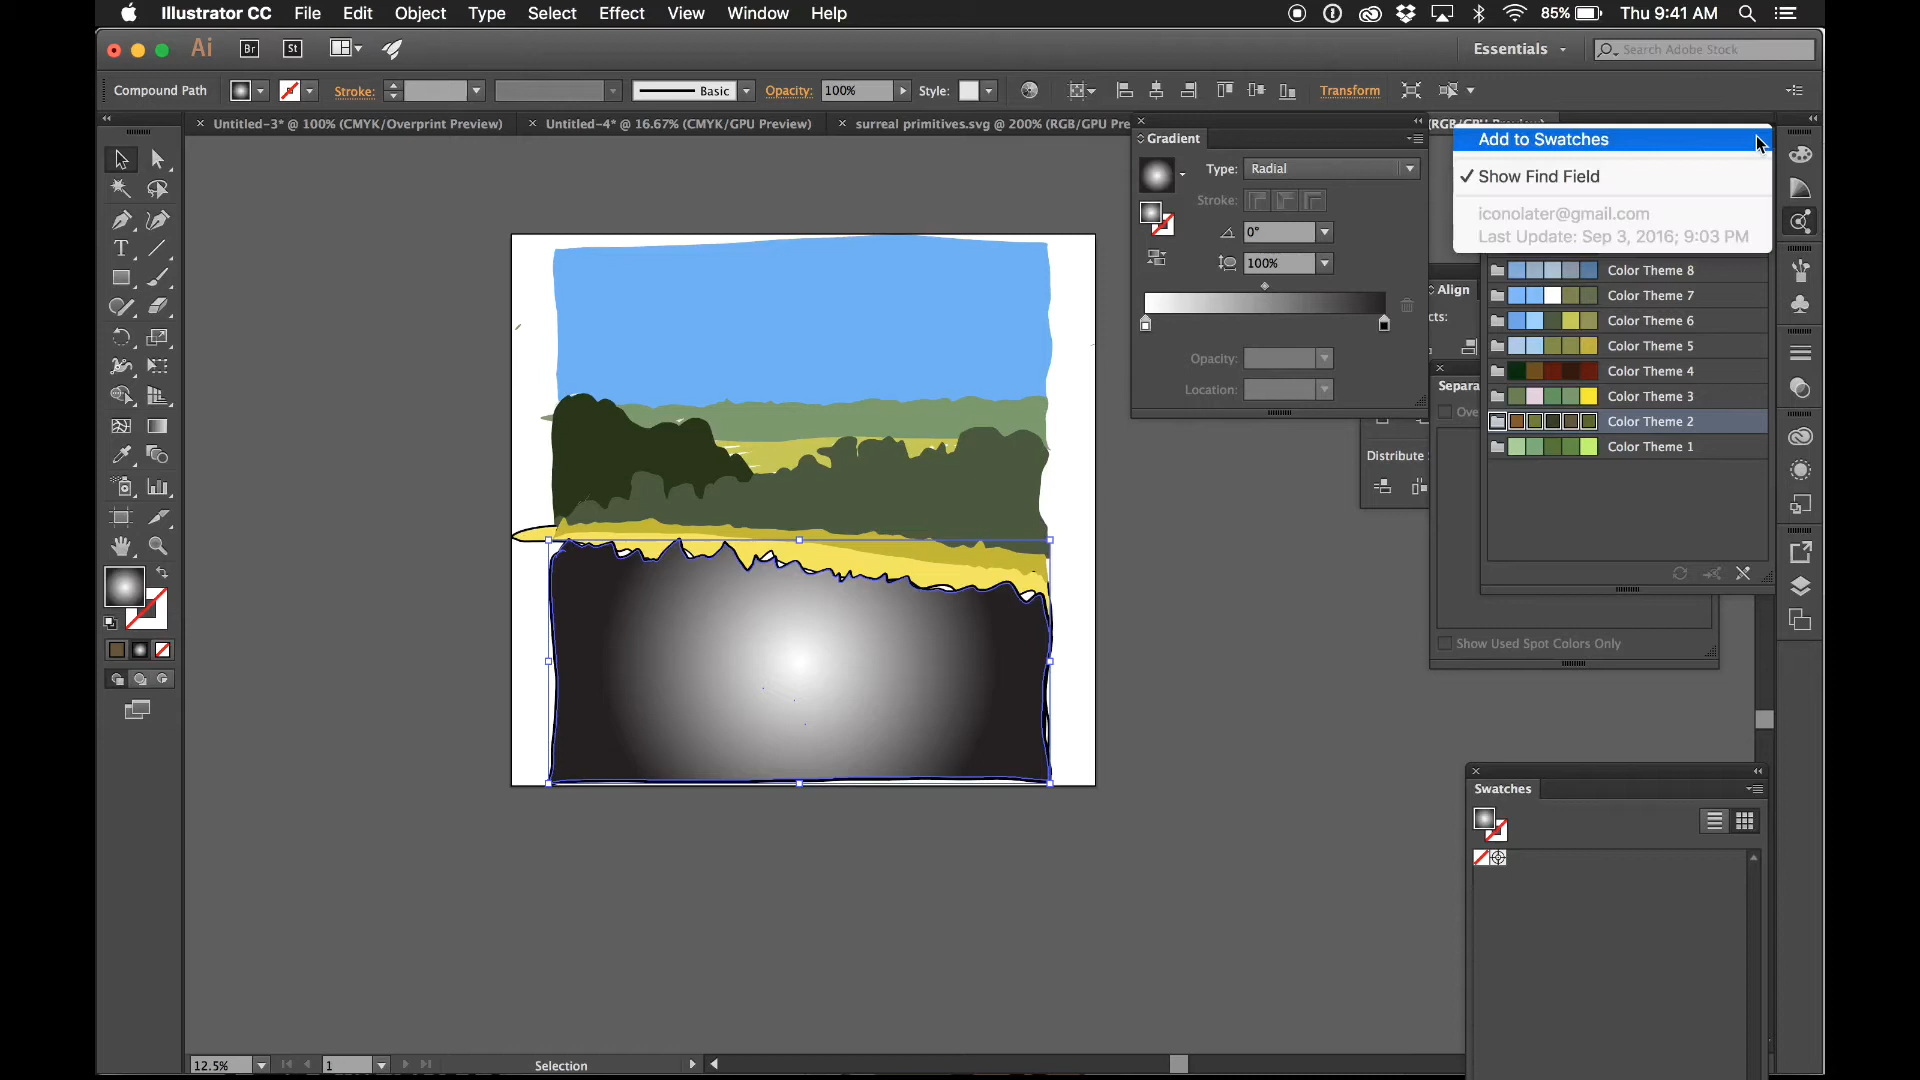 Illustrator CC File Edit Object Type Select Effect View Window Help 85% Thu 9:41 AM
Ai Br St Essentials Search Adobe Stock
Compound Path Stroke: Basic Opacity: 100% Style: Transform
Untitled-3* @ 100% (CMYK/Overprint Preview) Untitled-4* @ 16.67% (CMYK/GPU Preview) surreal primitives.svg @ 200% (RGB/GPU Pre
Gradient
Type: Radial
Stroke:
0°
100%
Opacity:
Location:
Add to Swatches
Show Find Field
iconolater@gmail.com
Last Update: Sep 3, 2016; 9:03 PM
Color Theme 8
Color Theme 7
Color Theme 6
Color Theme 5
Color Theme 4
Color Theme 3
Color Theme 2
Color Theme 1
Align
cts:
Separa
Ove
Distribute
Show Used Spot Colors Only
Swatches
12.5% 1 Selection